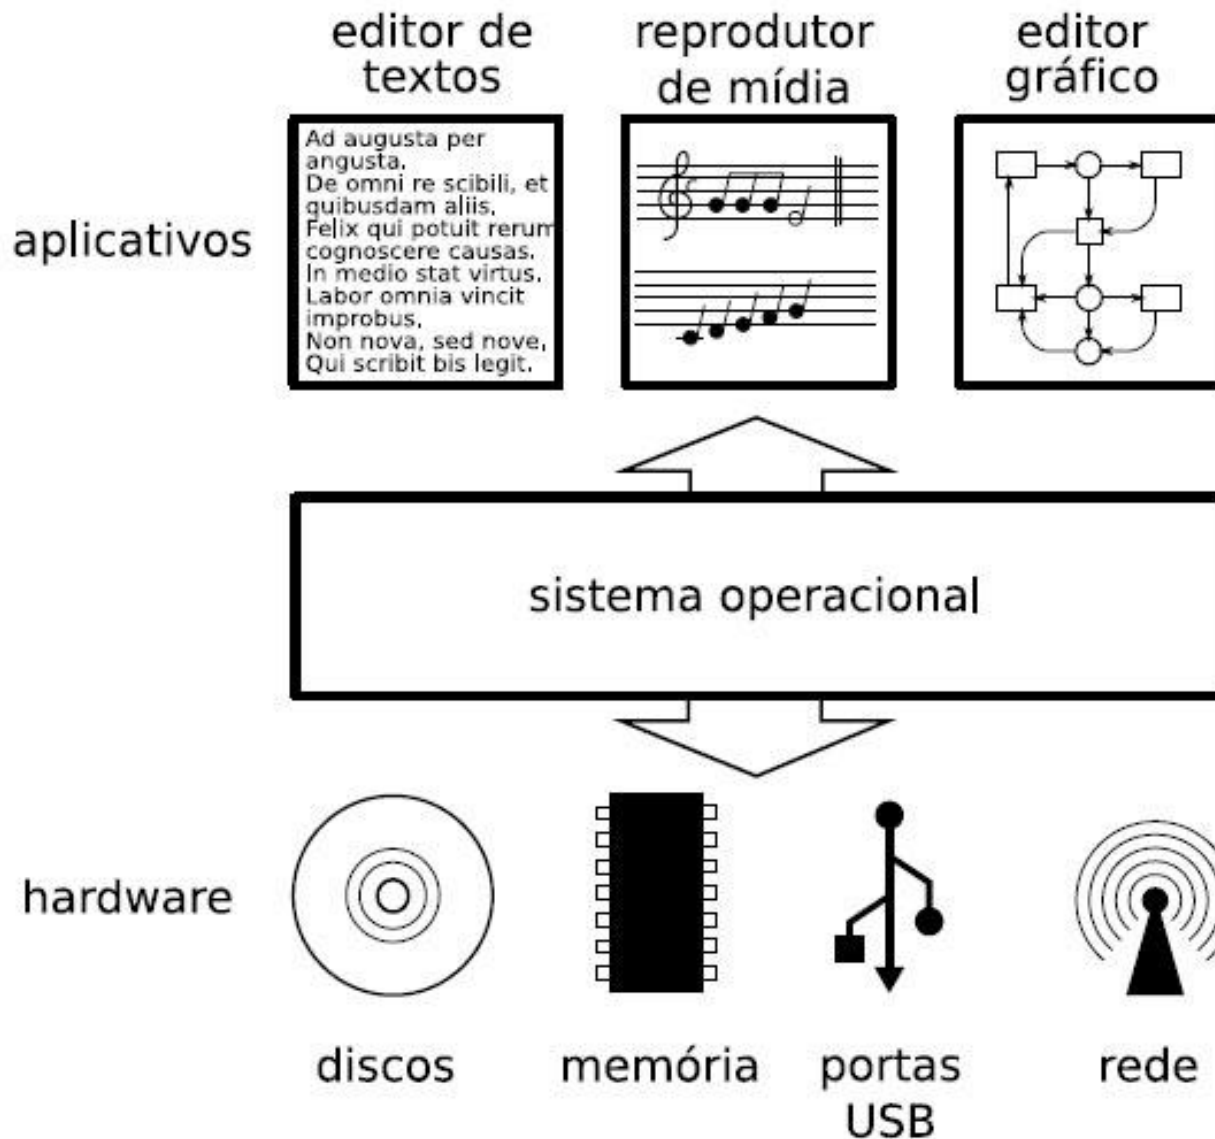 editor de
textos
reprodutor
de mídia
editor
gráfico
aplicativos
Ad augusta per
angusta.
De omni re scibili, et
quibusdam aliis,
Felix qui potuit rerum
cognoscere causas.
In medio stat virtus.
Labor omnia vincit
improbus,
Non nova, sed nove,
Qui scribit bis legit.
sistema operacional
hardware
discos
memória
portas
USB
rede